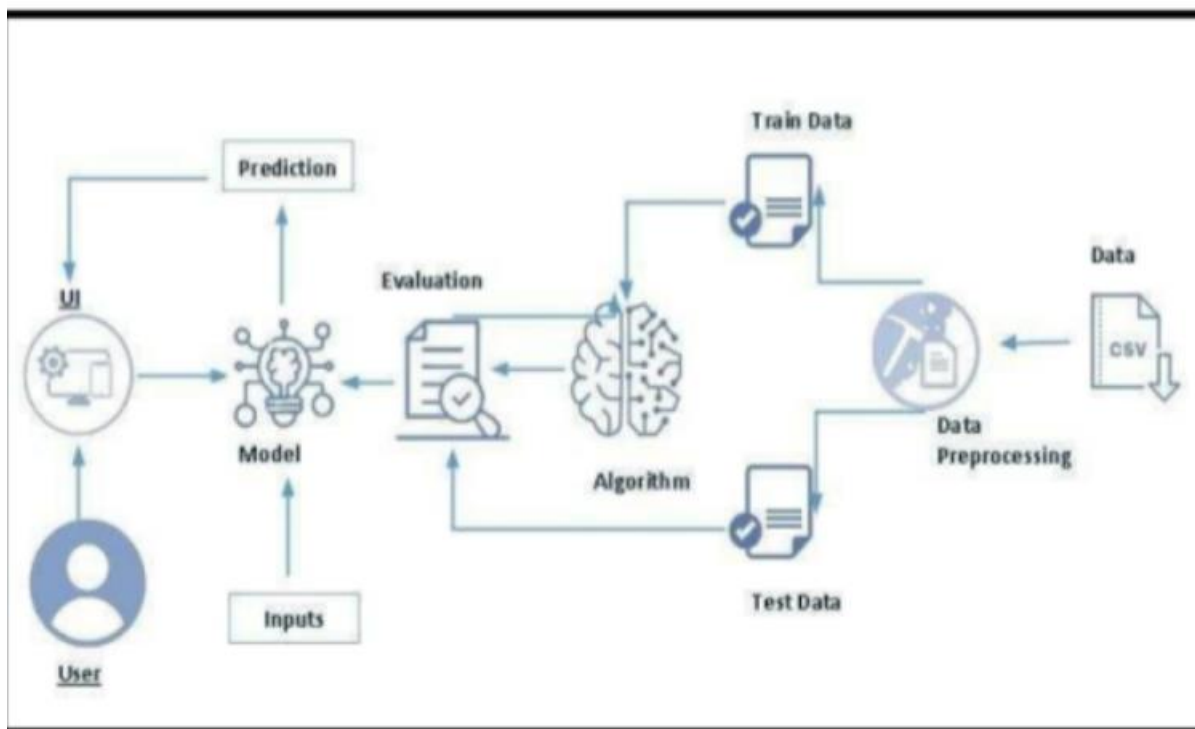 Train Data
Prediction
Data
Evaluation
UI
CSV
Data
Preprocessing
Model
Algorithm
Inputs
Test Data
User